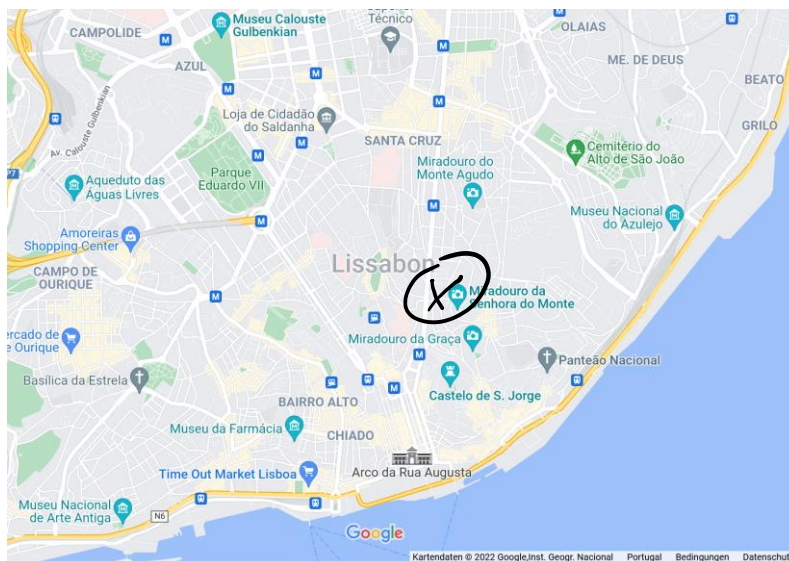 Museu Calouste
Gulbenkian
CAMPOLIDE
Técnico
OLAIAS
AZUL
ME. DE DEUS
BEATO
Av. Calouste Gulbenkian
Loja de Cidadão
do Saldanha
GRILO
SANTA CRUZ
Cemitério do
Alto de São João
Miradouro do
Monte Agudo
Parque
Eduardo VII
P7
Aqueduto das
Águas Livres
Museu Nacional
do Azulejo
Amoreiras
Shopping Center
Lissabon
CAMPO DE
OURIQUE
X
Miradouro da
Senhora do Monte
ercado de
e Ourique
Miradouro da Graça
Panteão Nacional
Basílica da Estrela
Castelo de S. Jorge
BAIRRO ALTO
Museu da Farmácia
CHIADO
Time Out Market Lisboa
Arco da Rua Augusta
Museu Nacional
de Arte Antiga
N6
Google
Kartendaten © 2022 Google,Inst. Geogr. Nacional Portugal Bedingungen Datenschut
M
M
M
M
M
M
M
M
M
M